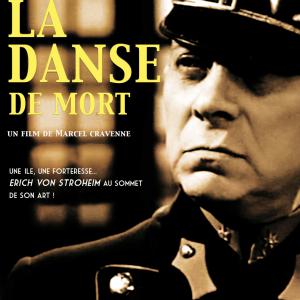 LA
DANSE
DE MORT
UN FILM DE MARCEL CRAVENNE
UNE ILE, UNE FORTERESSE...
ERICH VON STROHEIM AU SOMMET
DE SON ART !